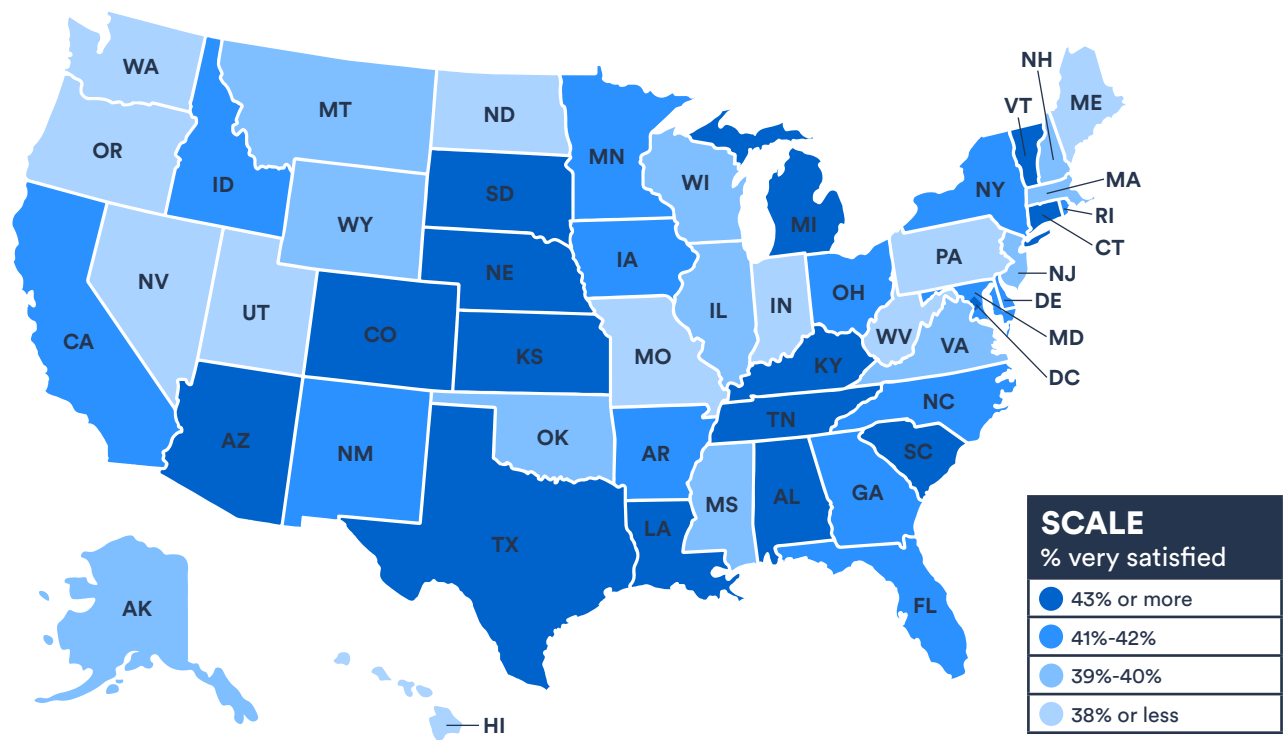 NH
WA
VT
ME
MT
ND
OR
MN
MA
ID
WI
NY
SD
RI
WY
MI
CT
PA
IA
NE
NJ
NV
OH
DE
IN
UT
IL
CO
WV
MD
CA
VA
KS
MO
KY
DC
NC
TN
OK
AZ
NM
AR
SC
GA
AL
MS
LA
TX
SCALE
% very satisfied
43% or more
41%-42%
39%-40%
38% or less
AK
FL
HI